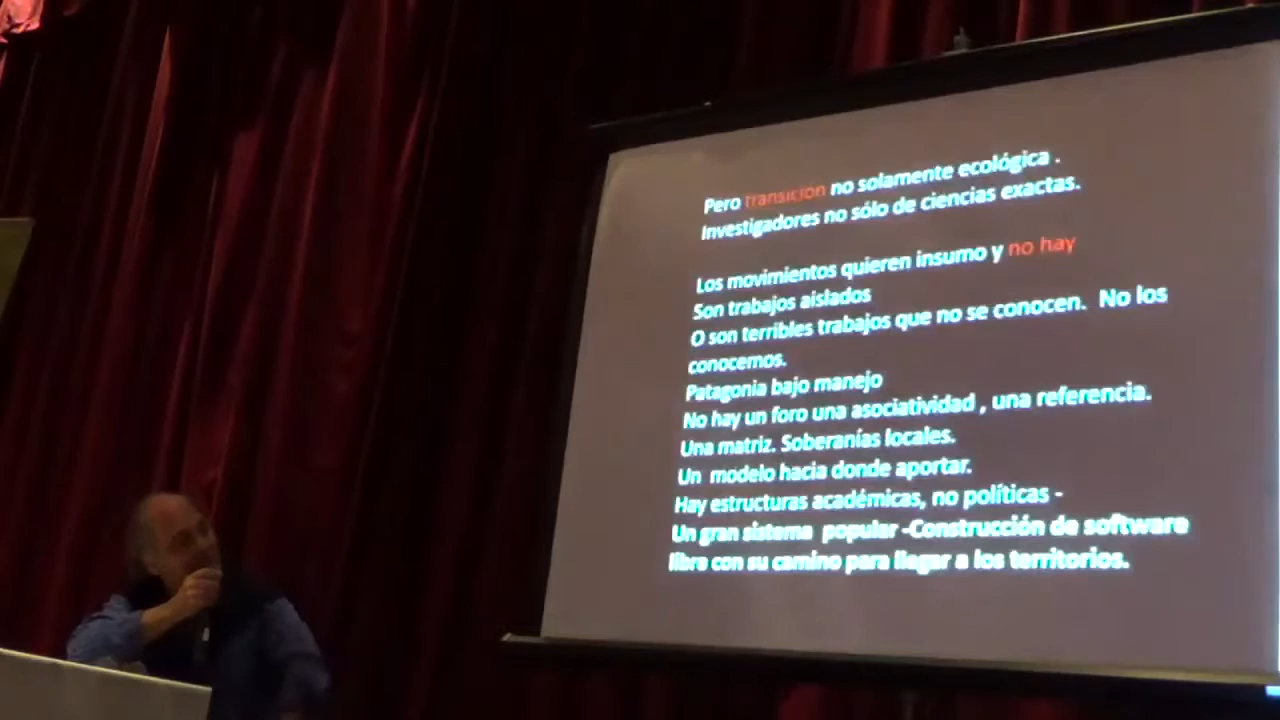 Pero transicion no solamente ecológica .
Investigadores no sólo de ciencias exactas.
Los movimientos quieren insumo y no hay
Son trabajos aislados
O son terribles trabajos que no se conocen. No los
conocemos.
Patagonia bajo manejo
No hay un foro una asociatividad , una referencia.
Una matriz. Soberanías locales.
Un modelo hacia donde aportar.
Hay estructuras académicas, no políticas -
Un gran sistema popular -Construcción de software
libre con su camino para llegar a los territorios.